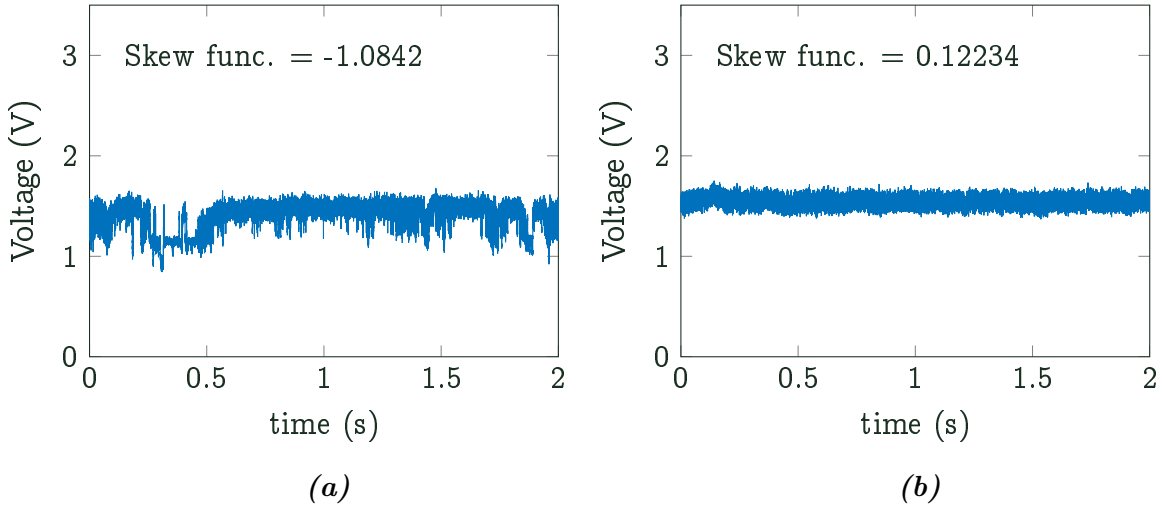 3
Skew func. = -1.0842
2
1
0
Voltage (V)
0 0.5 1 1.5 2
time (s)
(a)
3
Skew func. = 0.12234
2
1
0
Voltage (V)
0 0.5 1 1.5 2
time (s)
(b)